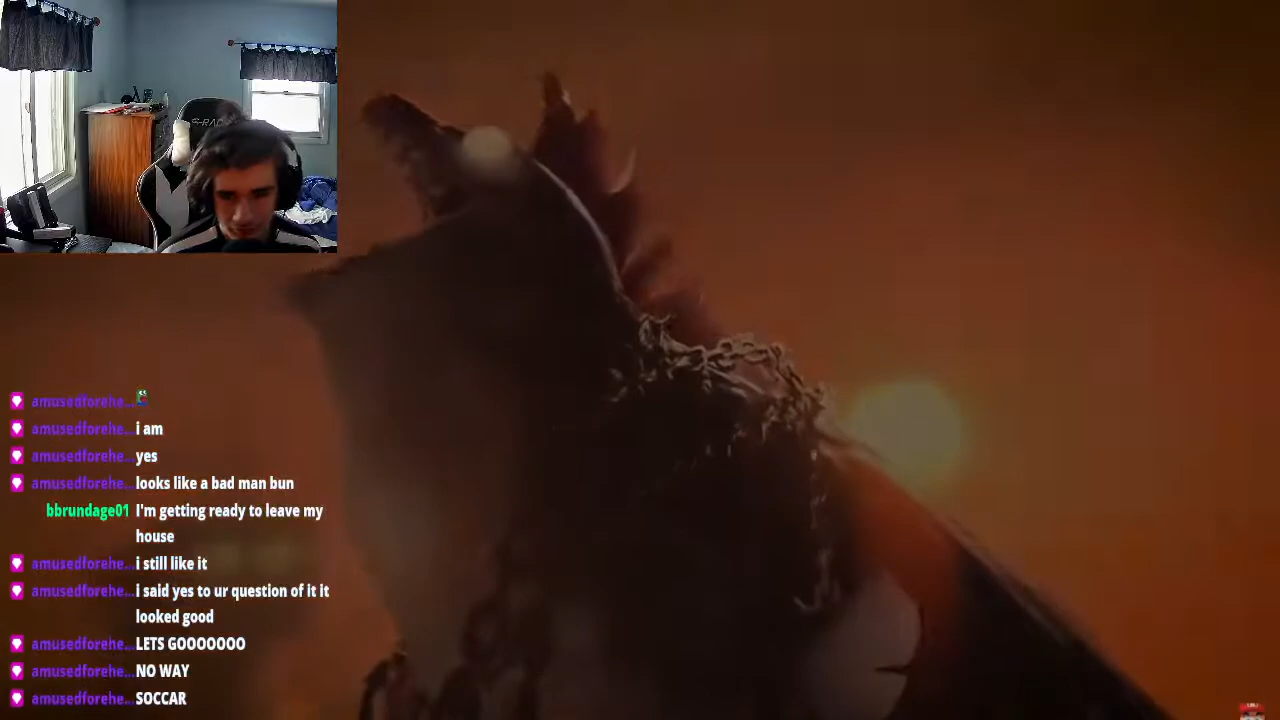 amusedforehe...
amusedforehe... i am
amusedforehe... yes
amusedforehe... looks like a bad man bun
bbrundage01 I'm getting ready to leave my
house
amusedforehe... i still like it
amusedforehe... i said yes to ur question of it it
looked good
amusedforehe... LETS GOOOOOOO
amusedforehe... NO WAY
amusedforehe... SOCCAR